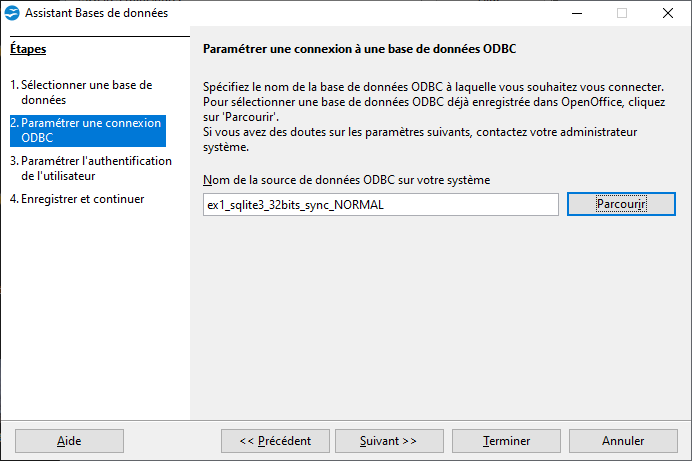 Assistant Bases de données
Étapes
1. Sélectionner une base de
données
2. Paramétrer une connexion
ODBC
3. Paramétrer l'authentification
de l'utilisateur
4. Enregistrer et continuer
Paramétrer une connexion à une base de données ODBC
Spécifiez le nom de la base de données ODBC à laquelle vous souhaitez vous connecter.
Pour sélectionner une base de données ODBC déjà enregistrée dans OpenOffice, cliquez
sur 'Parcourir'.
Si vous avez des doutes sur les paramètres suivants, contactez votre administrateur
système.
Nom de la source de données ODBC sur votre système
ex1_sqlite3_32bits_sync_NORMAL
Parcourir
Aide
<< Précédent
Suivant >>
Terminer
Annuler